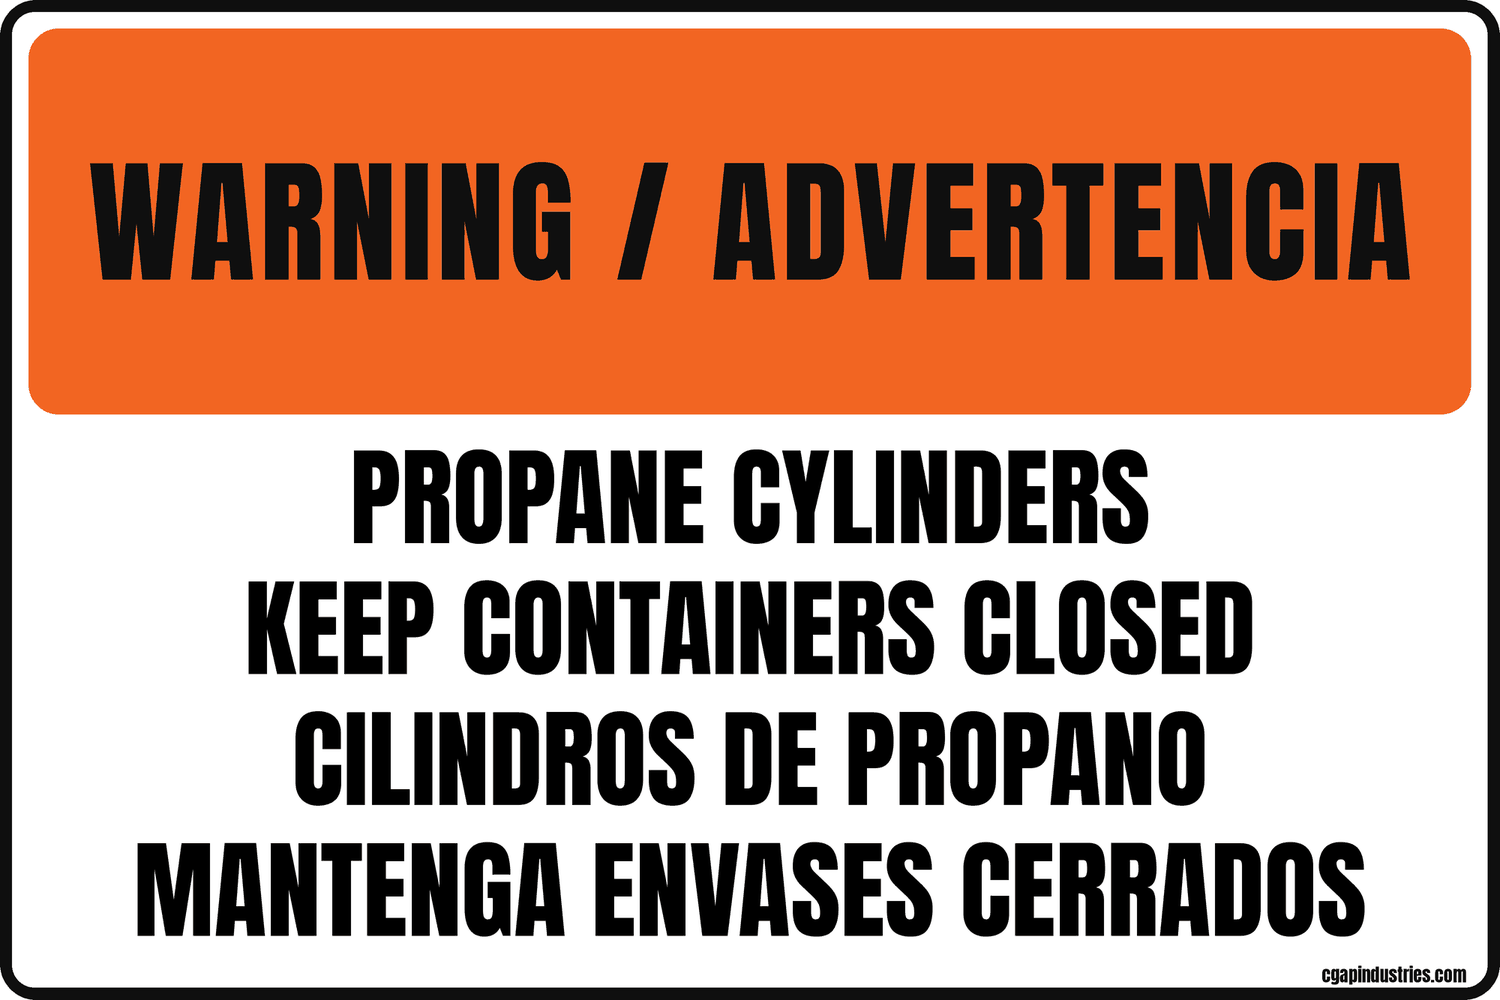 WARNING / ADVERTENCIA
PROPANE CYLINDERS
KEEP CONTAINERS CLOSED
CILINDROS DE PROPANO
MANTENGA ENVASES CERRADOS
cgapindustries.com